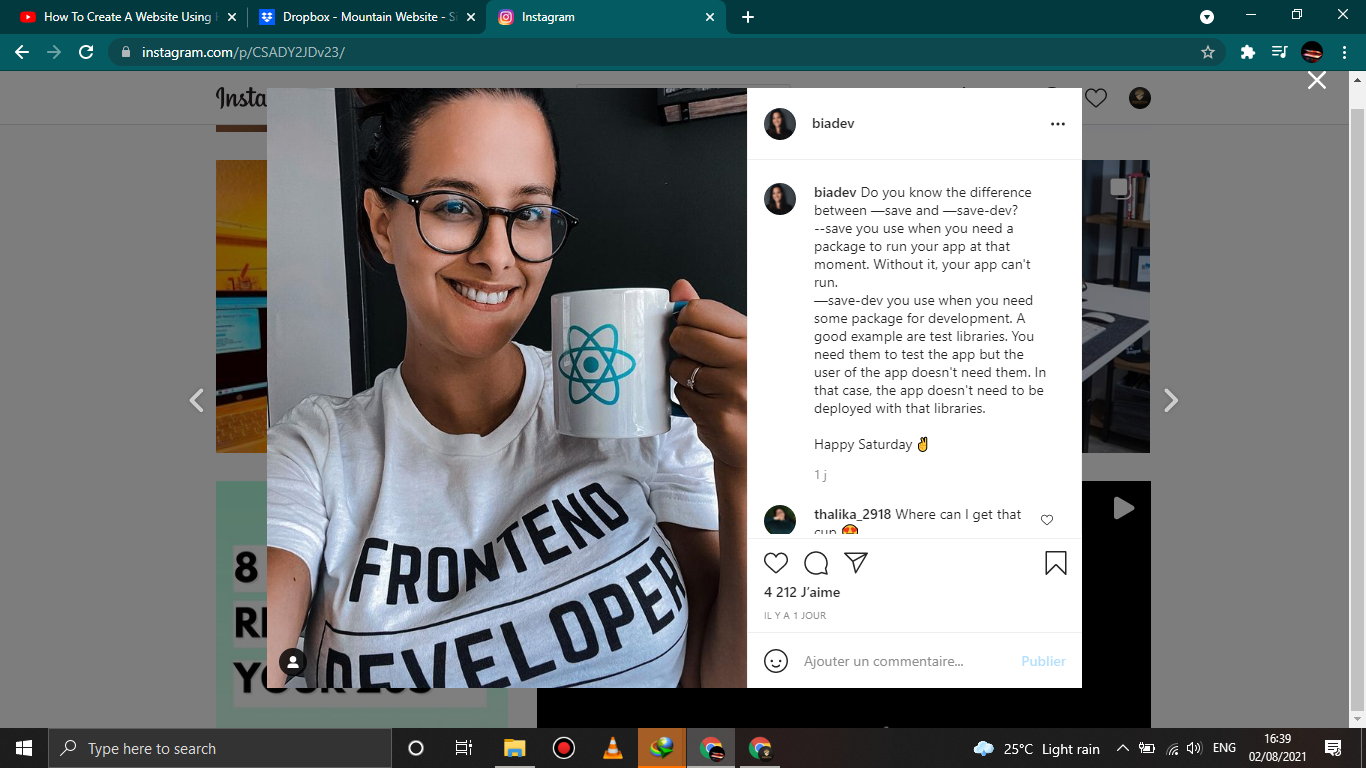 How To Create A Website Using
Dropbox - Mountain Website - Si
Instagram
instagram.com/p/CSADY2JDv23/
Insta
biadev
biadev Do you know the difference
between —save and —save-dev?
--save you use when you need a
package to run your app at that
moment. Without it, your app can't
run.
—save-dev you use when you need
some package for development. A
good example are test libraries. You
need them to test the app but the
user of the app doesn't need them. In
that case, the app doesn't need to be
deployed with that libraries.
Happy Saturday ✌
1 j
thalika_2918 Where can I get that
cup 🤩
4 212 J'aime
IL Y A 1 JOUR
Ajouter un commentaire...
Publier
FRONTEND
DEVELOPER
8
YOUR
Type here to search
25°C Light rain
ENG
16:39
02/08/2021